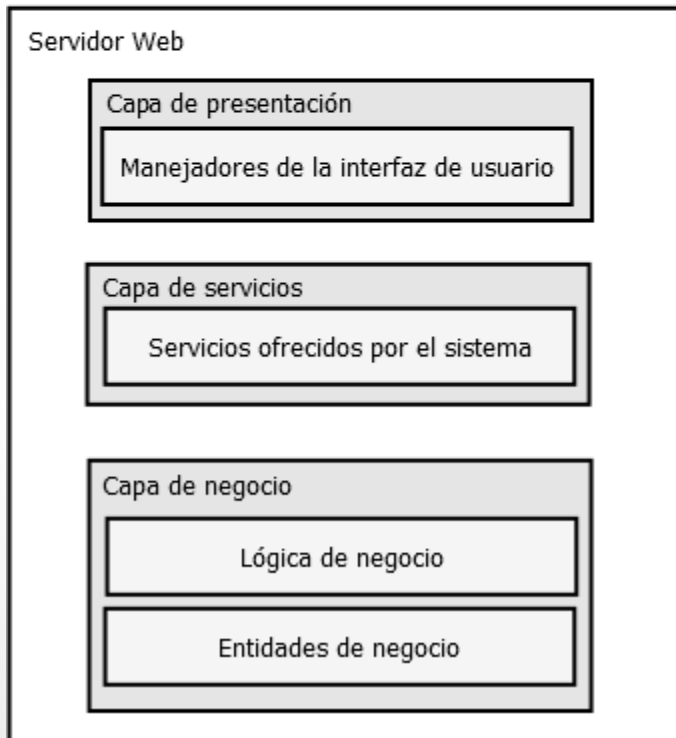 Servidor Web
Capa de presentación
Manejadores de la interfaz de usuario
Capa de servicios
Servicios ofrecidos por el sistema
Capa de negocio
Lógica de negocio
Entidades de negocio